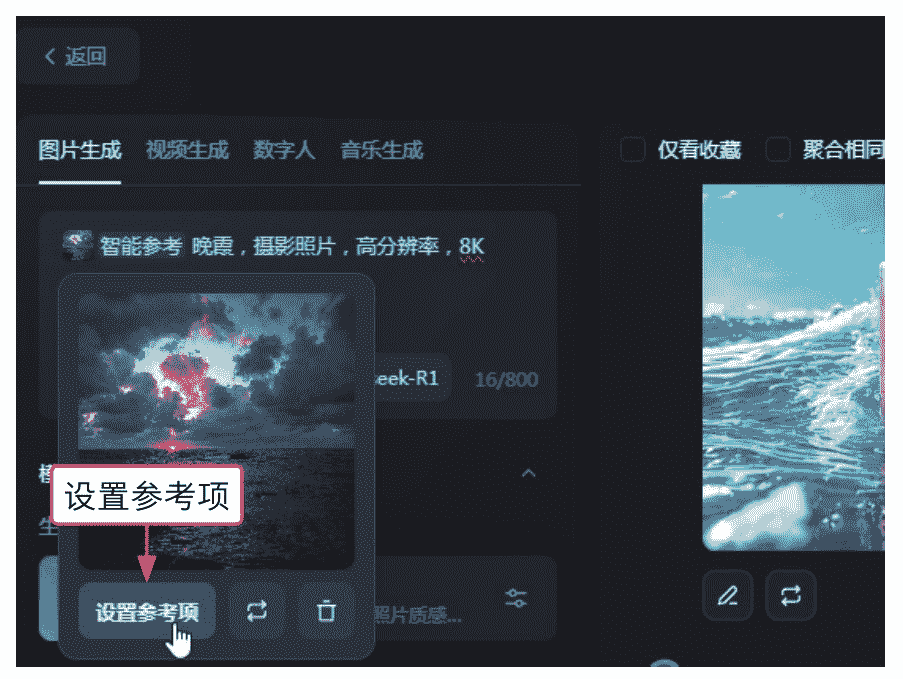 返回
图片生成 视频生成 数字人 音乐生成
仅看收藏 聚合相同
智能参考 晚霞，摄影照片，高分辨率，8K
seek-R1 16/800
设置参考项
设置参考项
照片质感...